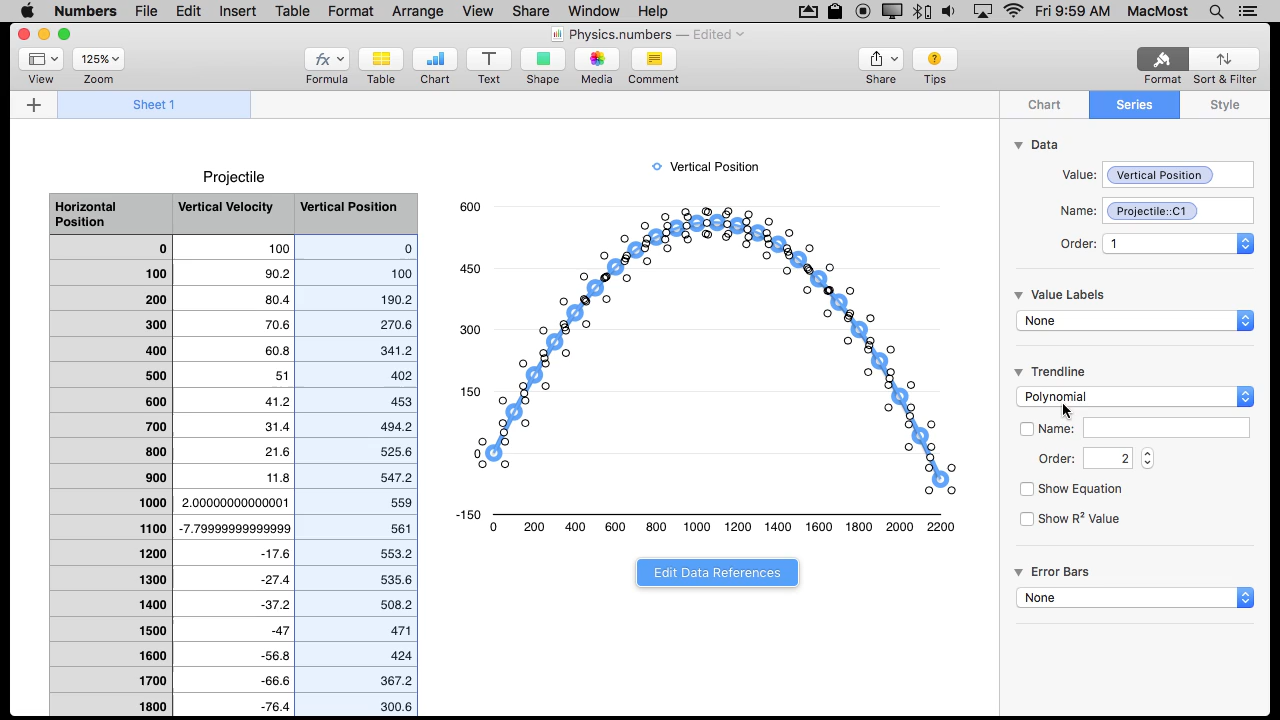 Numbers File Edit Insert Table Format Arrange View Share Window Help Fri 9:59 AM MacMost
Physics.numbers — Edited
125%
View Zoom Formula Table Chart Text Shape Media Comment Share Tips Format Sort & Filter
Sheet 1
Chart Series Style
Projectile
Horizontal Position Vertical Velocity Vertical Position
0 100 0
100 90.2 100
200 80.4 190.2
300 70.6 270.6
400 60.8 341.2
500 51 402
600 41.2 453
700 31.4 494.2
800 21.6 525.6
900 11.8 547.2
1000 2.00000000000001 559
1100 -7.79999999999999 561
1200 -17.6 553.2
1300 -27.4 535.6
1400 -37.2 508.2
1500 -47 471
1600 -56.8 424
1700 -66.6 367.2
1800 -76.4 300.6
Vertical Position
600
450
300
150
0
-150
0 200 400 600 800 1000 1200 1400 1600 1800 2000 2200
Edit Data References
Data
Value: Vertical Position
Name: Projectile::C1
Order: 1
Value Labels
None
Trendline
Polynomial
Name:
Order: 2
Show Equation
Show R² Value
Error Bars
None